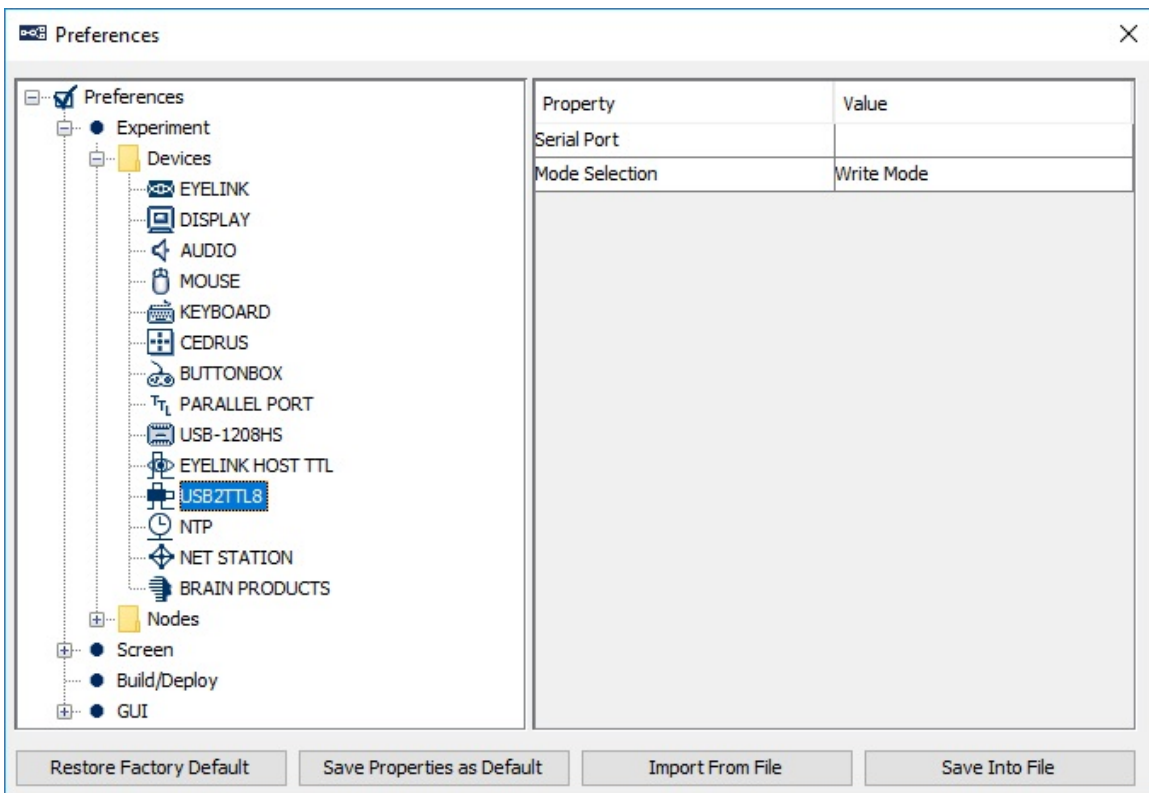 Preferences
Preferences
Experiment
Devices
EYELINK
DISPLAY
AUDIO
MOUSE
KEYBOARD
CEDRUS
BUTTONBOX
TTL PARALLEL PORT
USB-1208HS
EYELINK HOST TTL
USB2TTL8
NTP
NET STATION
BRAIN PRODUCTS
Nodes
Screen
Build/Deploy
GUI
Property Value
Serial Port
Mode Selection Write Mode
Restore Factory Default Save Properties as Default Import From File Save Into File